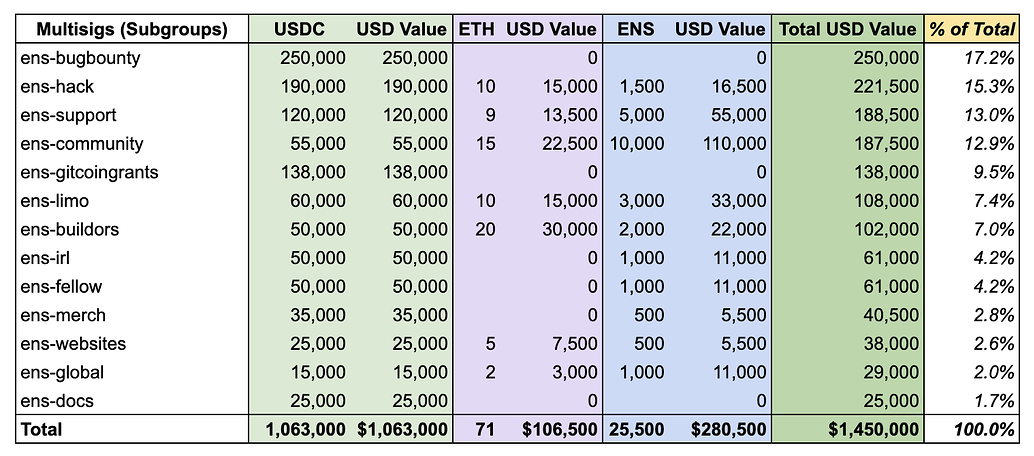 Multisigs (Subgroups) USDC USD Value ETH USD Value ENS USD Value Total USD Value % of Total
ens-bugbounty 250,000 250,000 0 0 250,000 17.2%
ens-hack 190,000 190,000 10 15,000 1,500 16,500 221,500 15.3%
ens-support 120,000 120,000 9 13,500 5,000 55,000 188,500 13.0%
ens-community 55,000 55,000 15 22,500 10,000 110,000 187,500 12.9%
ens-gitcoingrants 138,000 138,000 0 0 138,000 9.5%
ens-limo 60,000 60,000 10 15,000 3,000 33,000 108,000 7.4%
ens-buildors 50,000 50,000 20 30,000 2,000 22,000 102,000 7.0%
ens-irl 50,000 50,000 0 1,000 11,000 61,000 4.2%
ens-fellow 50,000 50,000 0 1,000 11,000 61,000 4.2%
ens-merch 35,000 35,000 0 500 5,500 40,500 2.8%
ens-websites 25,000 25,000 5 7,500 500 5,500 38,000 2.6%
ens-global 15,000 15,000 2 3,000 1,000 11,000 29,000 2.0%
ens-docs 25,000 25,000 0 0 25,000 1.7%
Total 1,063,000 $1,063,000 71 $106,500 25,500 $280,500 $1,450,000 100.0%